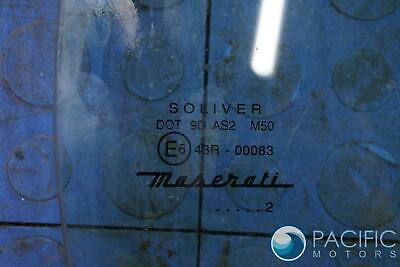 SOLIVER
DOT 90 AS2 M50
E6 43R - 00083
Maserati
.....2
PACIFIC
MOTORS